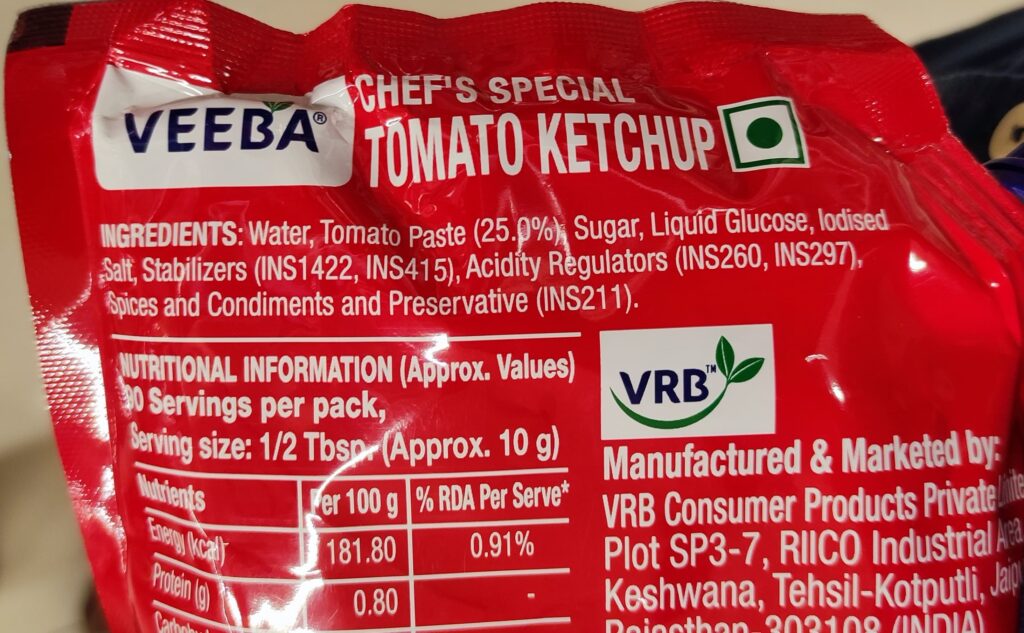 VEEBA®
CHEF'S SPECIAL
TOMATO KETCHUP
INGREDIENTS: Water, Tomato Paste (25.0%), Sugar, Liquid Glucose, Iodised
Salt, Stabilizers (INS1422, INS415), Acidity Regulators (INS260, INS297),
Spices and Condiments and Preservative (INS211).
NUTRITIONAL INFORMATION (Approx. Values)
Servings per pack,
Serving size: 1/2 Tbsp. (Approx. 10 g)
Nutrients Per 100 g % RDA Per Serve*
Energy (kcal) 181.80 0.91%
Protein (g) 0.80 -
VRB™
Manufactured & Marketed by:
VRB Consumer Products Private
Plot SP3-7, RIICO Industrial Area
Keshwana, Tehsil-Kotputli,
Rajasthan-303108 (INDIA)